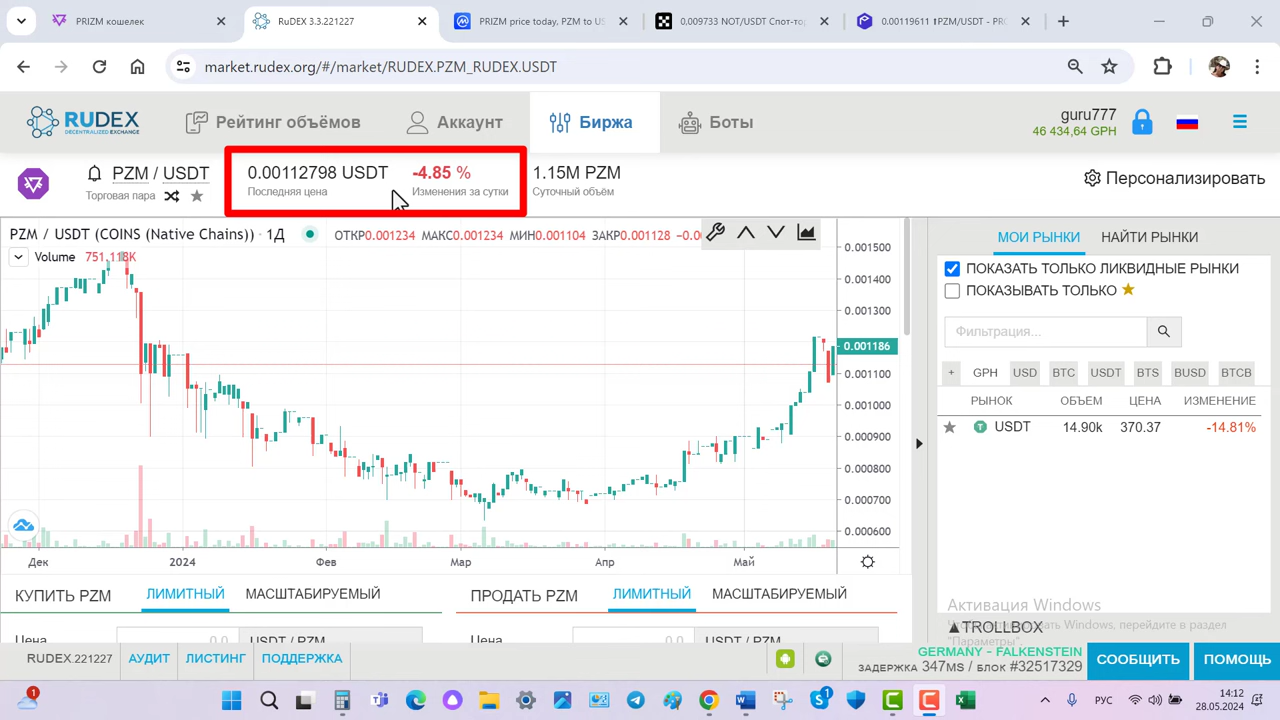 PRIZM кошелек
RuDEX 3.3.221227
PRIZM price today, PZM to US
0.009733 NOT/USDT Спот-тор
0.00119611 PZM/USDT - PRO
market.rudex.org/#/market/RUDEX.PZM_RUDEX.USDT
RUDEX
DECENTRALIZED EXCHANGE
Рейтинг объёмов
Аккаунт
Биржа
Боты
guru777
46 434,64 GPH
PZM / USDT
Торговая пара
0.00112798 USDT
Последняя цена
-4.85 %
Изменения за сутки
1.15M PZM
Суточный объём
Персонализировать
PZM / USDT (COINS (Native Chains)) · 1Д
ОТКР0.001234 МАКС0.001234 МИН0.001104 ЗАКР0.001128
Volume 751.118K
0.001500
0.001400
0.001300
0.001186
0.001100
0.001000
0.000900
0.000800
0.000700
0.000600
Дек 2024 Фев Мар Апр Май
МОИ РЫНКИ НАЙТИ РЫНКИ
ПОКАЗАТЬ ТОЛЬКО ЛИКВИДНЫЕ РЫНКИ
ПОКАЗЫВАТЬ ТОЛЬКО
Фильтрация...
+ GPH USD BTC USDT BTS BUSD BTCB
РЫНОК ОБЪЕМ ЦЕНА ИЗМЕНЕНИЕ
USDT 14.90k 370.37 -14.81%
КУПИТЬ PZM ЛИМИТНЫЙ МАСШТАБИРУЕМЫЙ
Цена 0.0 USDT / PZM
ПРОДАТЬ PZM ЛИМИТНЫЙ МАСШТАБИРУЕМЫЙ
Цена 0.0 USDT / PZM
Активация Windows
Windows, перейдите в раздел
"Параметры".
TROLLBOX
RUDEX.221227 АУДИТ ЛИСТИНГ ПОДДЕРЖКА
GERMANY - FALKENSTEIN
ЗАДЕРЖКА 347MS / БЛОК #32517329
СООБЩИТЬ
ПОМОЩЬ
1
1
РУС
14:12
28.05.2024